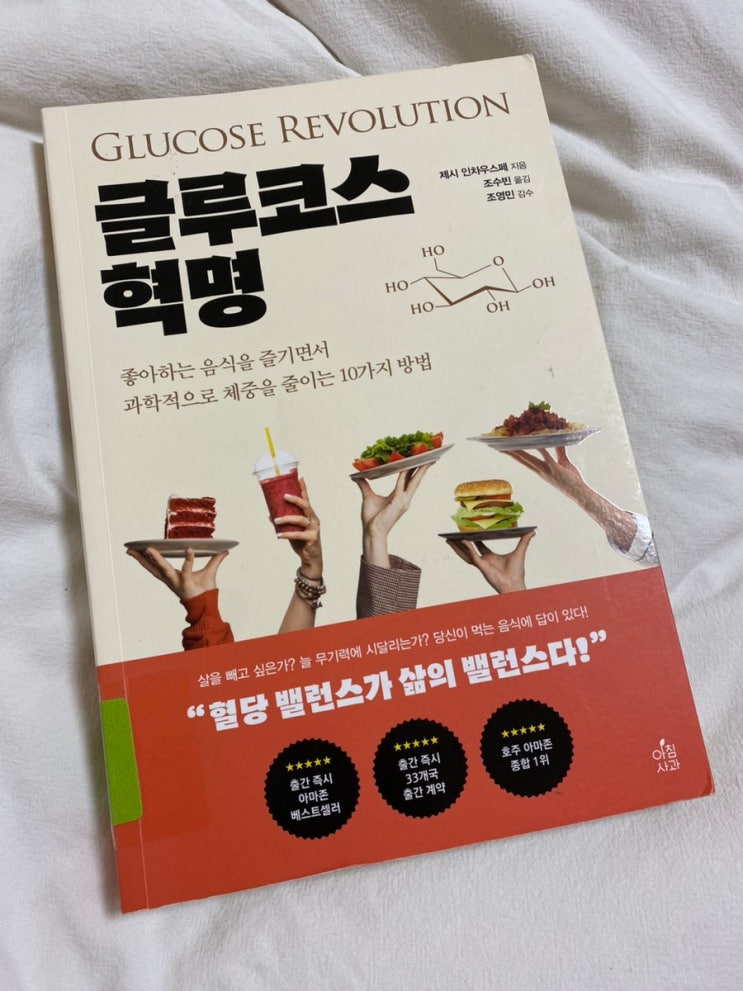 GLUCOSE REVOLUTION
글루코스
혁명
제시 인차우스페 지음
조수빈 옮김
조영민 감수
HO
HO
HO
O
OH
OH
좋아하는 음식을 즐기면서
과학적으로 체중을 줄이는 10가지 방법
살을 빼고 싶은가? 늘 무기력에 시달리는가? 당신이 먹는 음식에 답이 있다!
“혈당 밸런스가 삶의 밸런스다!”
★★★★★
출간 즉시
아마존
베스트셀러
★★★★★
출간 즉시
33개국
출간 계약
★★★★★
호주 아마존
종합 1위
아침
사과